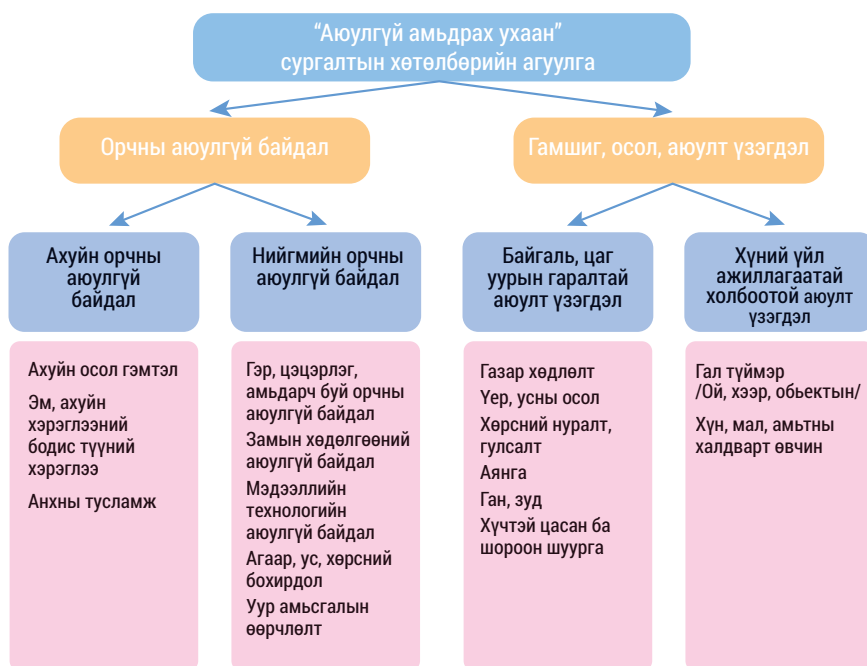 “Аюулгүй амьдрах ухаан”
сургалтын хөтөлбөрийн агуулга
Орчны аюулгүй байдал
Гамшиг, осол, аюулт үзэгдэл
Ахуйн орчны
аюулгүй
байдал
Нийгмийн орчны
аюулгүй байдал
Байгаль, цаг
уурын гаралтай
аюулт үзэгдэл
Хүний үйл
ажиллагаатай
холбоотой аюулт
үзэгдэл
Ахуйн осол гэмтэл
Эм, ахуйн
хэрэглээний
бодис түүний
хэрэглээ
Анхны тусламж
Гэр, цэцэрлэг,
амьдарч буй орчны
аюулгүй байдал
Замын хөдөлгөөний
аюулгүй байдал
Мэдээллийн
технологийн
аюулгүй байдал
Агаар, ус, хөрсний
бохирдол
Уур амьсгалын
өөрчлөлт
Газар хөдлөлт
Үер, усны осол
Хөрсний нуралт,
гулсалт
Аянга
Ган, зуд
Хүчтэй цасан ба
шороон шуурга
Гал түймэр
/Ой, хээр, обьектын/
Хүн, мал, амьтны
халдварт өвчин